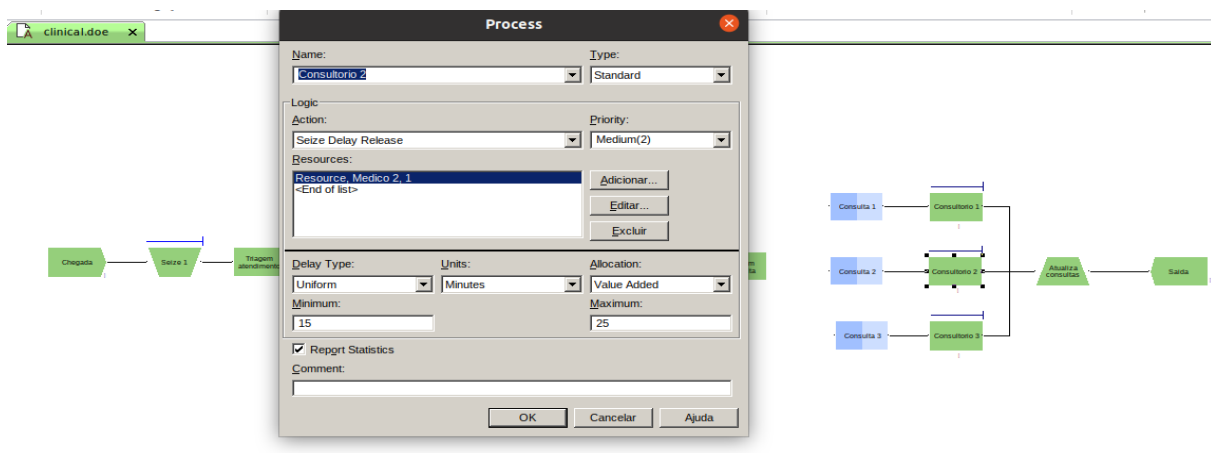 clinical.doe
Process
Name:
Type:
Consultorio 2
Standard
Logic
Action:
Priority:
Seize Delay Release
Medium(2)
Resources:
Resource, Medico 2, 1
<End of list>
Adicionar...
Editar...
Excluir
Delay Type:
Units:
Allocation:
Uniform
Minutes
Value Added
Minimum:
Maximum:
15
25
Report Statistics
Comment:
OK
Cancelar
Ajuda
Chegada
Seize 1
Triagem
atendimento
Consulta 1
Consultorio 1
Consulta 2
Consultorio 2
Atualiza
consultas
Saida
Consulta 3
Consultorio 3